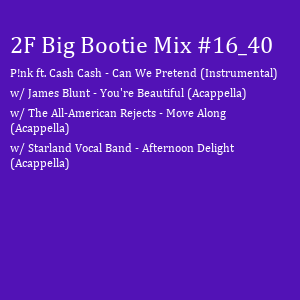 2F Big Bootie Mix #16_40
P!nk ft. Cash Cash - Can We Pretend (Instrumental)
w/ James Blunt - You're Beautiful (Acappella)
w/ The All-American Rejects - Move Along
(Acappella)
w/ Starland Vocal Band - Afternoon Delight
(Acappella)